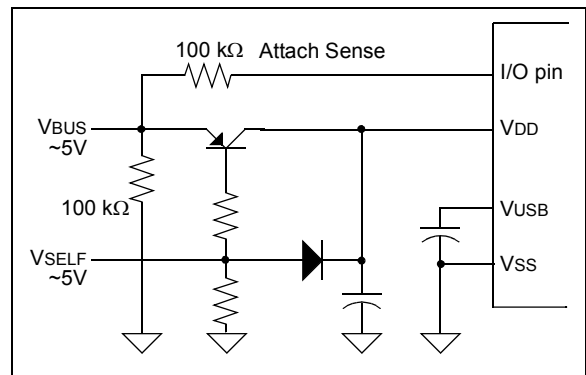 100 kΩ Attach Sense
I/O pin
VBUS
~5V
VDD
100 kΩ
VUSB
VSELF
~5V
VSS